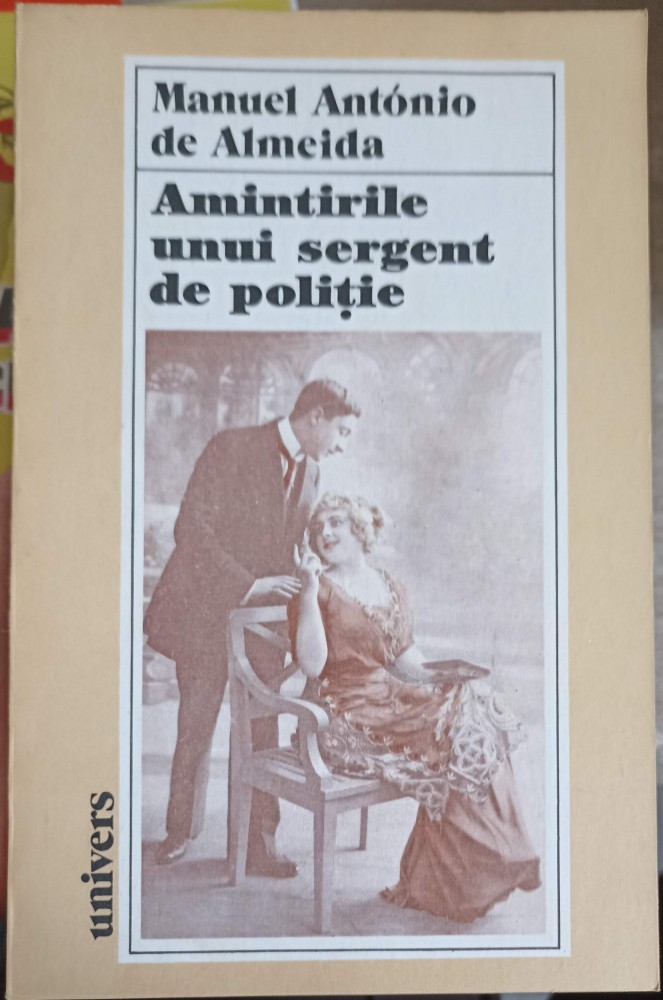 Manuel António
de Almeida
Amintirile
unui sergent
de poliție
univers